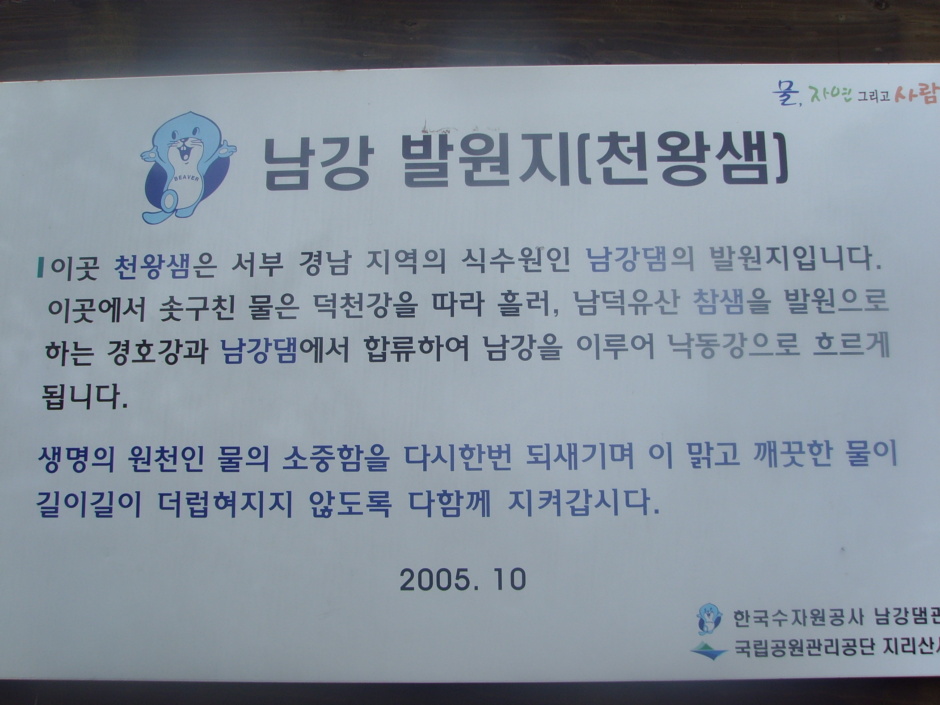 물, 자연 그리고 사람
BEAVER
남강 발원지(천왕샘)
이곳 천왕샘은 서부 경남 지역의 식수원인 남강댐의 발원지입니다.
이곳에서 솟구친 물은 덕천강을 따라 흘러, 남덕유산 참샘을 발원으로
하는 경호강과 남강댐에서 합류하여 남강을 이루어 낙동강으로 흐르게
됩니다.
생명의 원천인 물의 소중함을 다시한번 되새기며 이 맑고 깨끗한 물이
길이길이 더럽혀지지 않도록 다함께 지켜갑시다.
2005. 10
한국수자원공사 남강댐관
국립공원관리공단 지리산